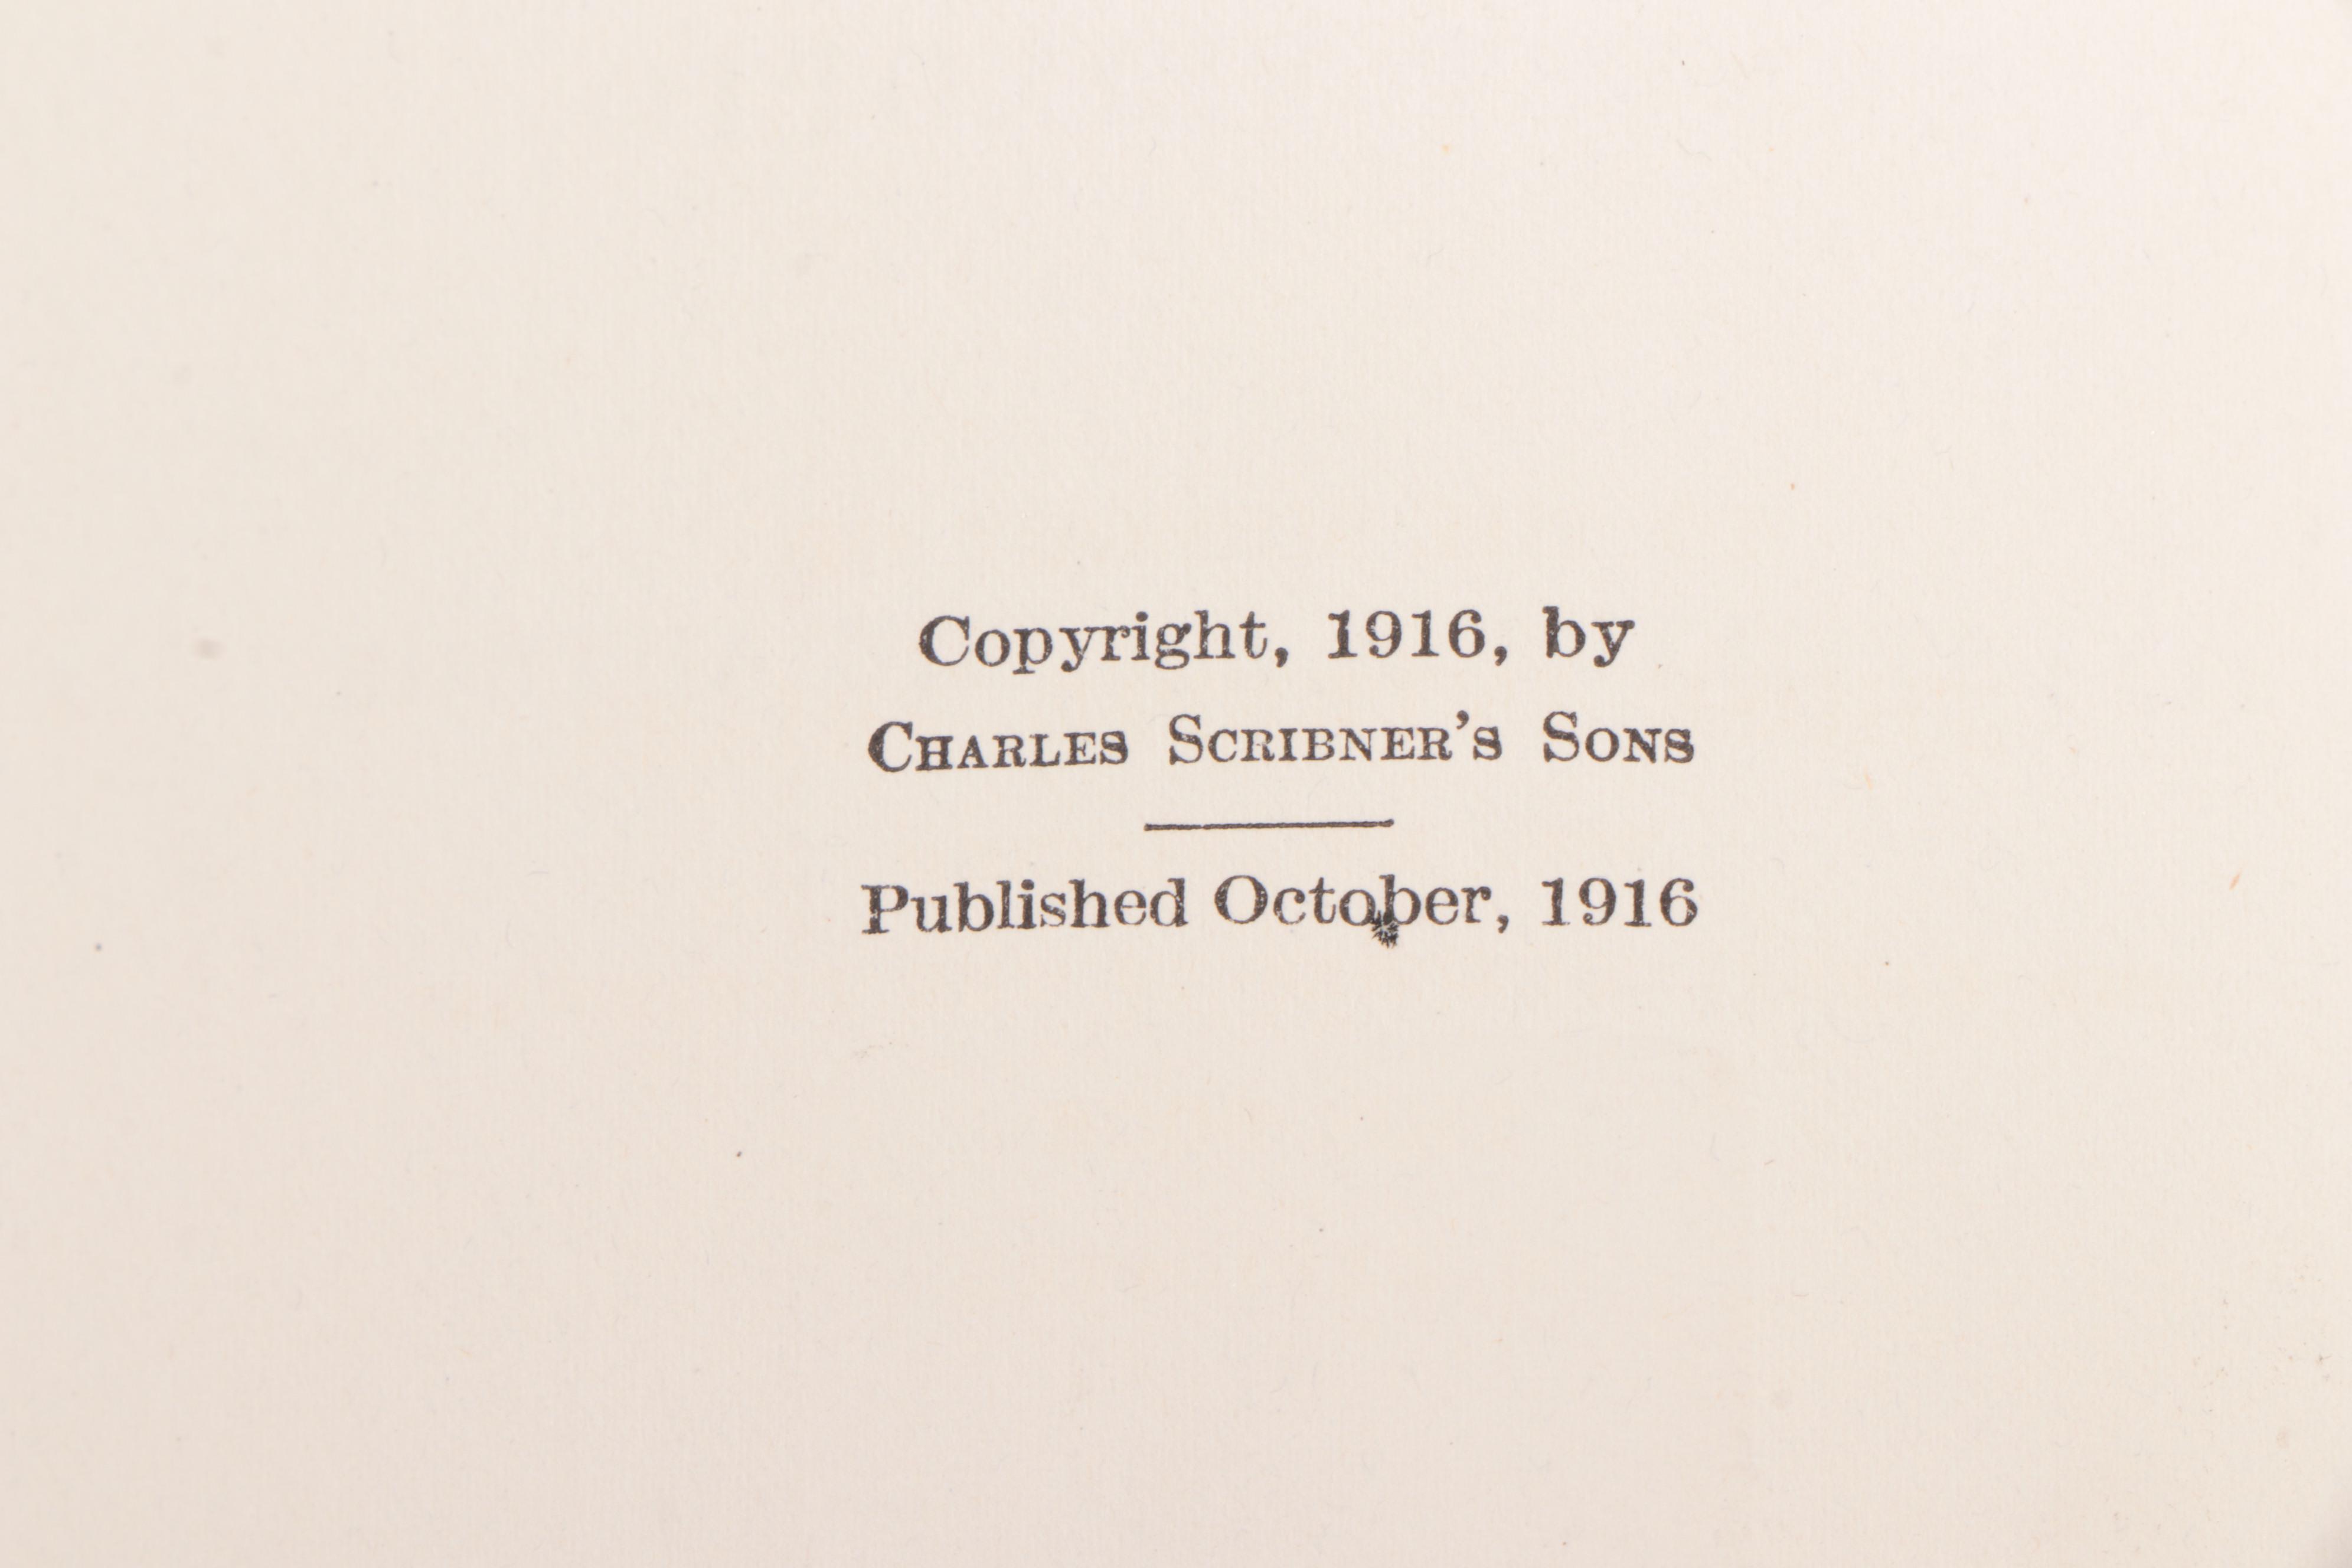 Copyright, 1916, by
Charles Scribner's Sons
Published October, 1916